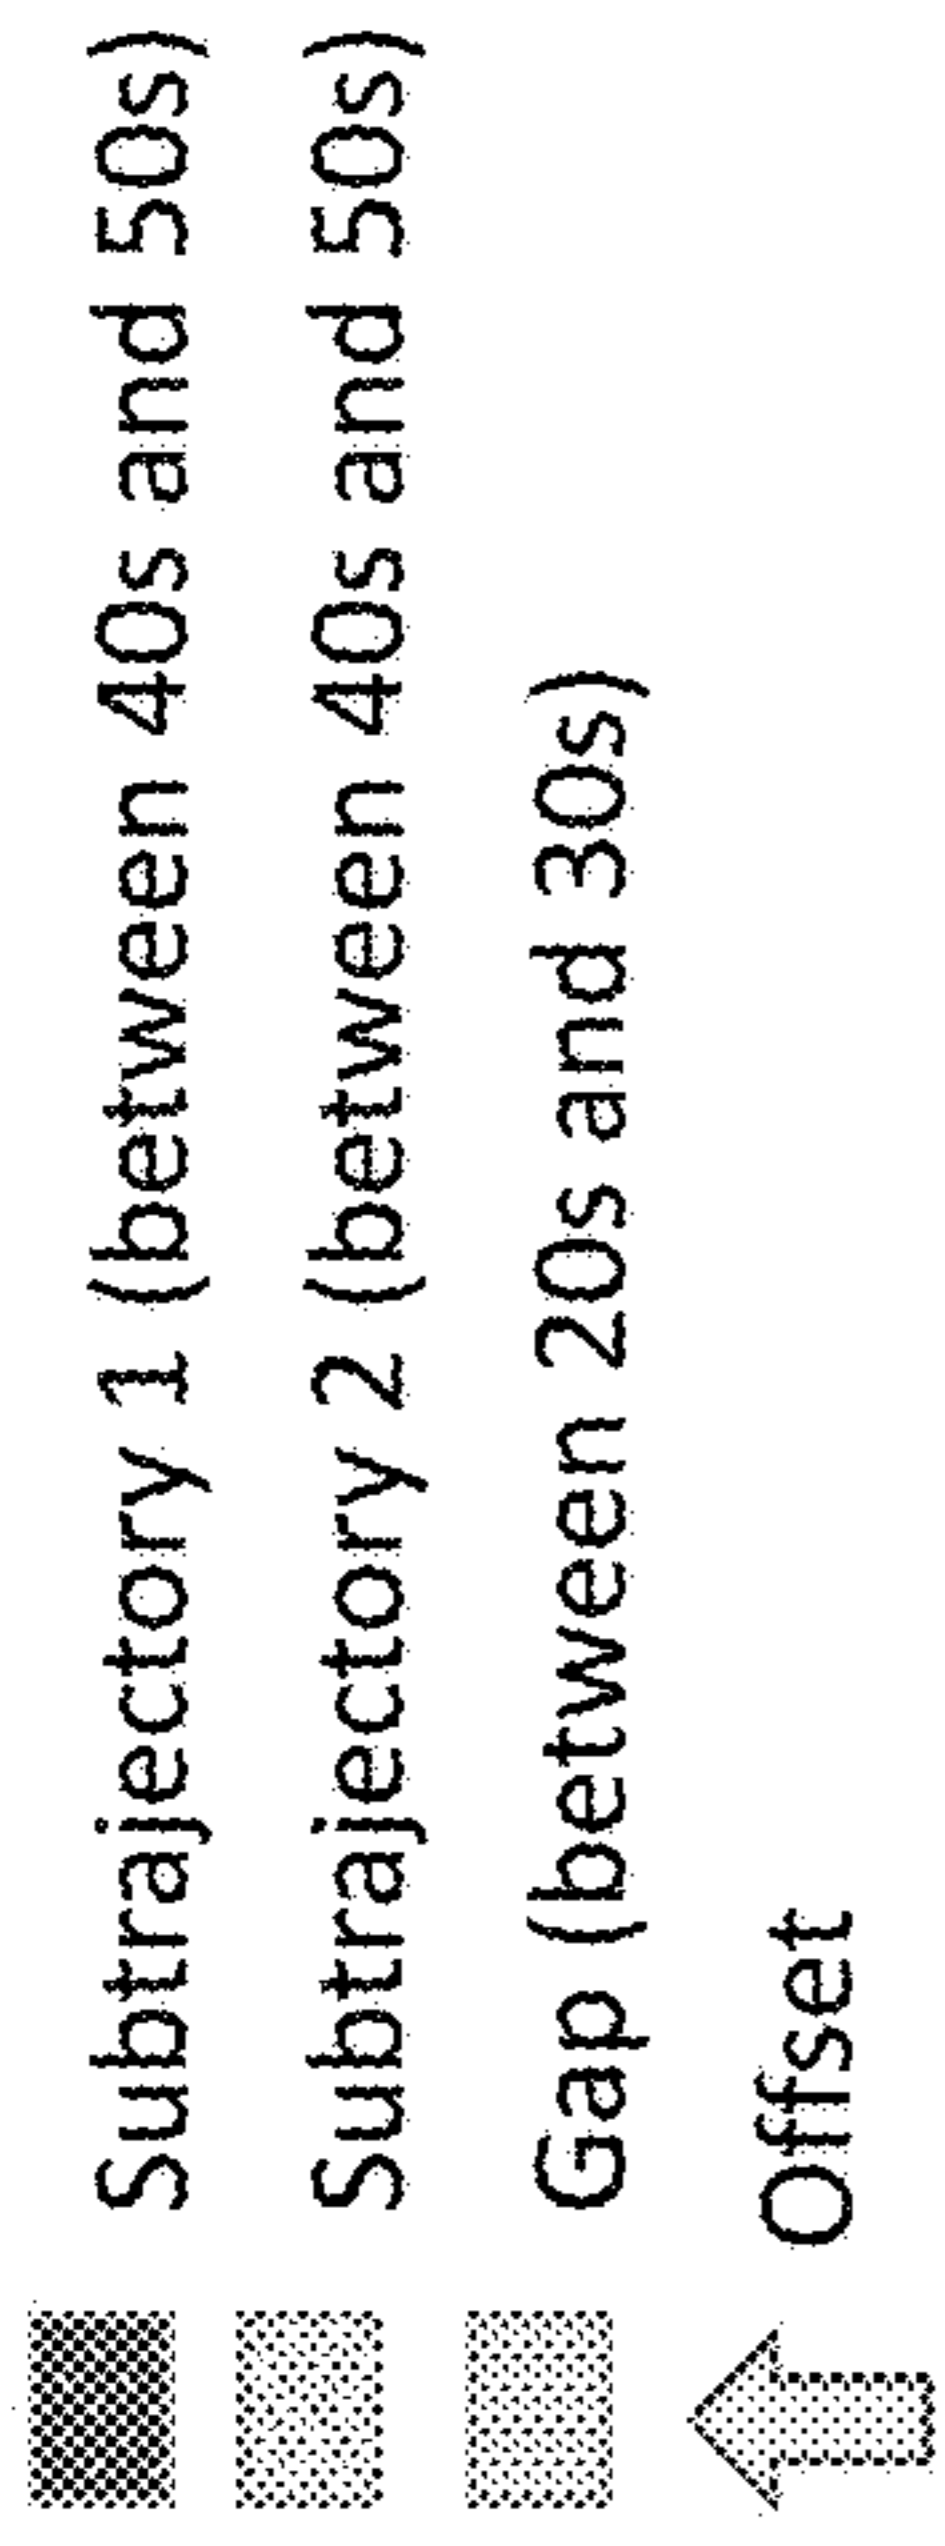 Subtrajectory 1 (between 40s and 50s)
Subtrajectory 2 (between 40s and 50s)
Gap (between 20s and 30s)
Offset